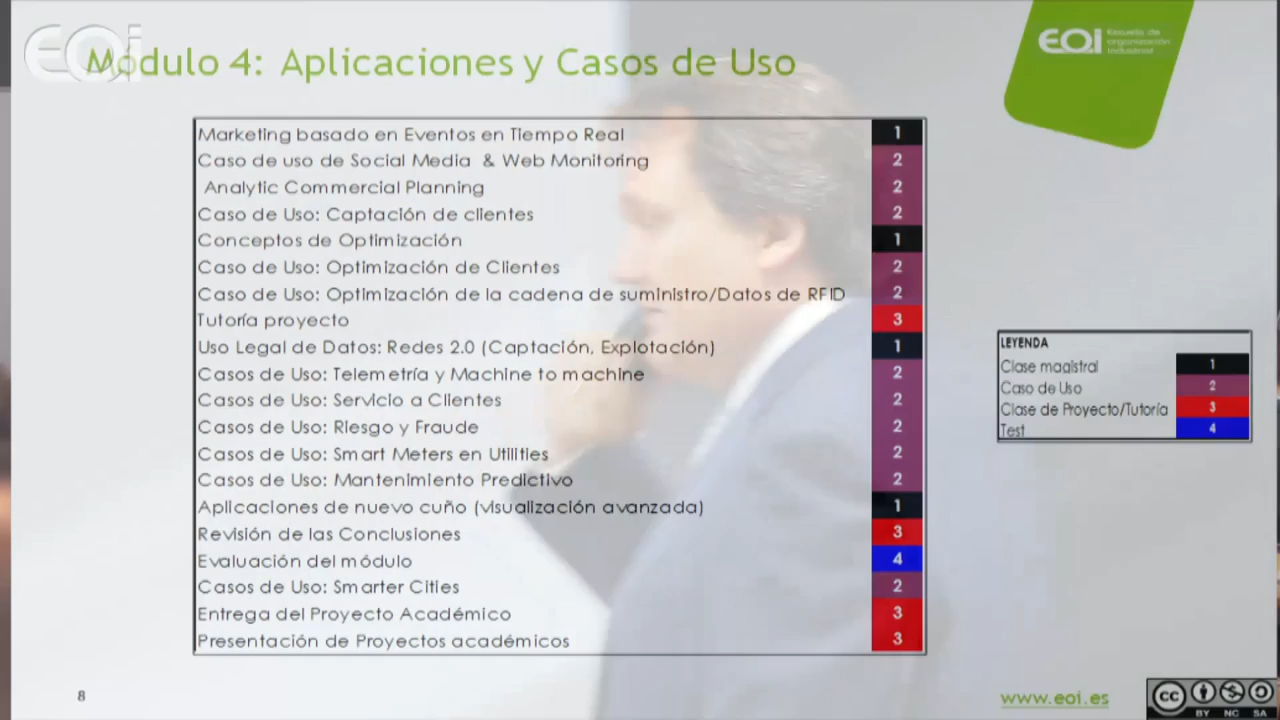 EOI
Módulo 4: Aplicaciones y Casos de Uso
EOI Escuela de
organización
industrial
Marketing basado en Eventos en Tiempo Real 1
Caso de uso de Social Media & Web Monitoring 2
Analytic Commercial Planning 2
Caso de Uso: Captación de clientes 2
Conceptos de Optimización 1
Caso de Uso: Optimización de Clientes 2
Caso de Uso: Optimización de la cadena de suministro/Datos de RFID 2
Tutoría proyecto 3
Uso Legal de Datos: Redes 2.0 (Captación, Explotación) 1
Casos de Uso: Telemetría y Machine to machine 2
Casos de Uso: Servicio a Clientes 2
Casos de Uso: Riesgo y Fraude 2
Casos de Uso: Smart Meters en Utilities 2
Casos de Uso: Mantenimiento Predictivo 2
Aplicaciones de nuevo cuño (visualización avanzada) 1
Revisión de las Conclusiones 3
Evaluación del módulo 4
Casos de Uso: Smarter Cities 2
Entrega del Proyecto Académico 3
Presentación de Proyectos académicos 3
LEYENDA
Clase magistral 1
Caso de Uso 2
Clase de Proyecto/Tutoría 3
Test 4
8
www.eoi.es
cc
BY NC SA